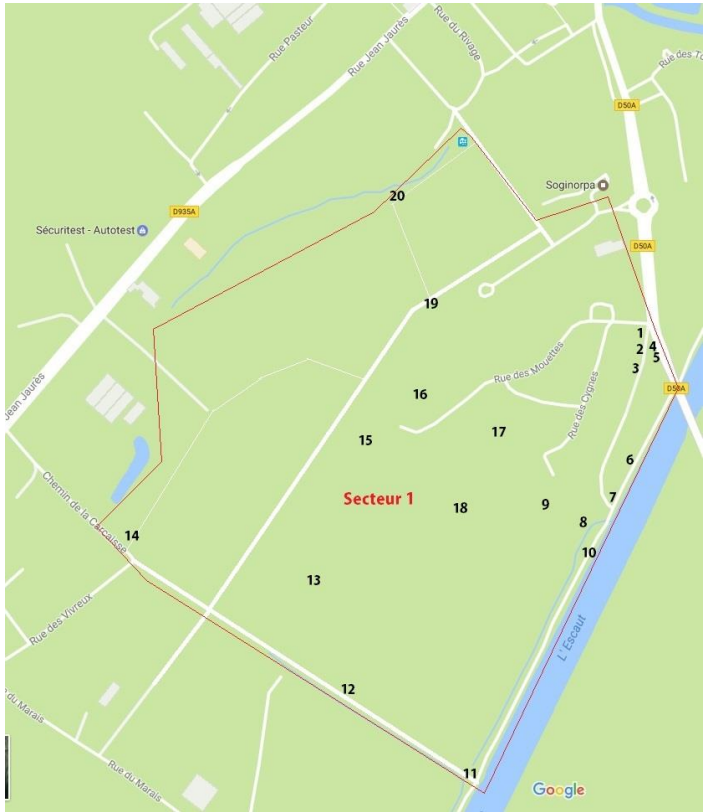 Rue Pasteur
Rue Jean Jaurès
Rue du Rivage
Rue des To
D50A
Soginorpa
D935A
20
Sécuritest - Autotest
D50A
19
1
2
4
5
3
D58A
Rue des Mouettes
16
Rue des Cygnes
Jean Jaurès
17
15
6
Secteur 1
7
18
9
8
Chemin de la Carcaisse
14
10
13
Rue des Vivreux
L' Escaut
12
Rue du Marais
11
Rue du Marais
Google